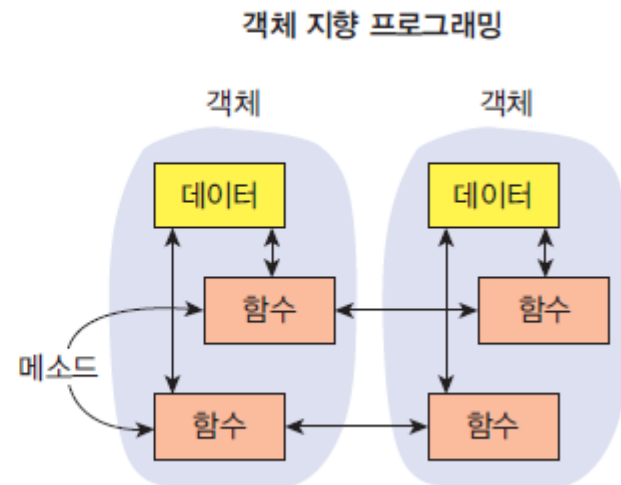 객체 지향 프로그래밍
객체
객체
데이터
데이터
함수
함수
메소드
함수
함수